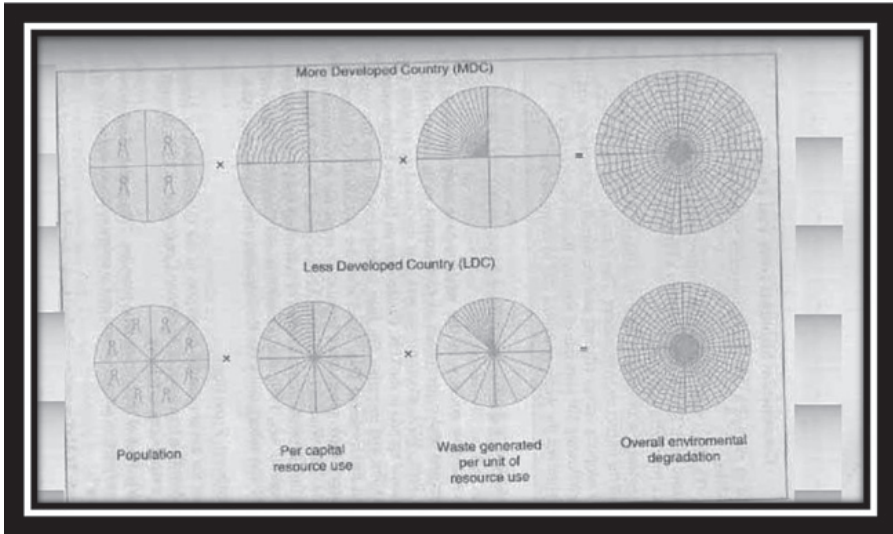 More Developed Country (MDC)
× × =
Less Developed Country (LDC)
× × =
Population
Per capital
resource use
Waste generated
per unit of
resource use
Overall enviromental
degradation